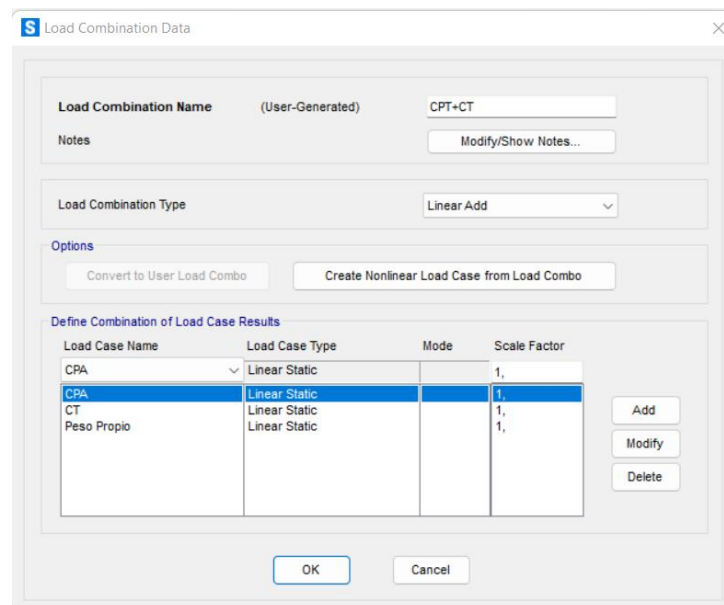 S Load Combination Data
Load Combination Name (User-Generated) CPT+CT
Notes Modify/Show Notes...
Load Combination Type Linear Add
Options
Convert to User Load Combo Create Nonlinear Load Case from Load Combo
Define Combination of Load Case Results
Load Case Name Load Case Type Mode Scale Factor
CPA Linear Static 1,
CPA Linear Static 1,
CT Linear Static 1,
Peso Propio Linear Static 1,
Add
Modify
Delete
OK Cancel